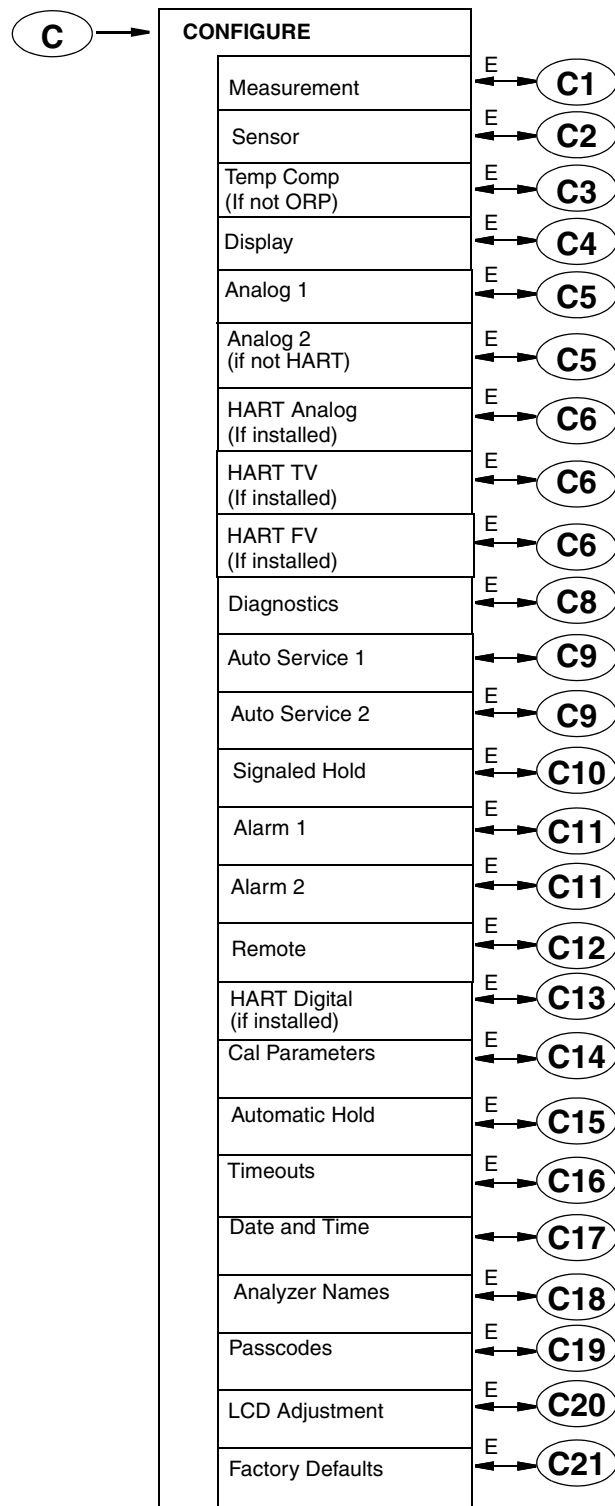 C CONFIGURE
Measurement E C1
Sensor E C2
Temp Comp E C3
(If not ORP)
Display E C4
Analog 1 E C5
Analog 2 E C5
(if not HART)
HART Analog E C6
(If installed)
HART TV E C6
(If installed)
HART FV E C6
(If installed)
Diagnostics E C8
Auto Service 1 C9
Auto Service 2 E C9
Signaled Hold E C10
Alarm 1 E C11
Alarm 2 E C11
Remote E C12
HART Digital E C13
(if installed)
Cal Parameters E C14
Automatic Hold E C15
Timeouts E C16
Date and Time C17
Analyzer Names E C18
Passcodes E C19
LCD Adjustment E C20
Factory Defaults E C21